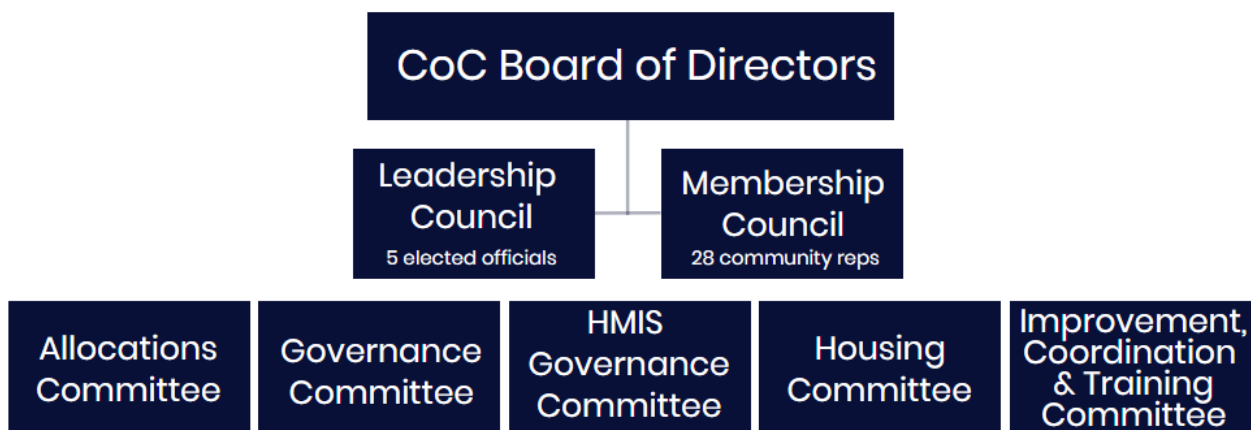 CoC Board of Directors
Leadership
Council
5 elected officials
Membership
Council
28 community reps
Allocations
Committee
Governance
Committee
HMIS
Governance
Committee
Housing
Committee
Improvement,
Coordination
& Training
Committee